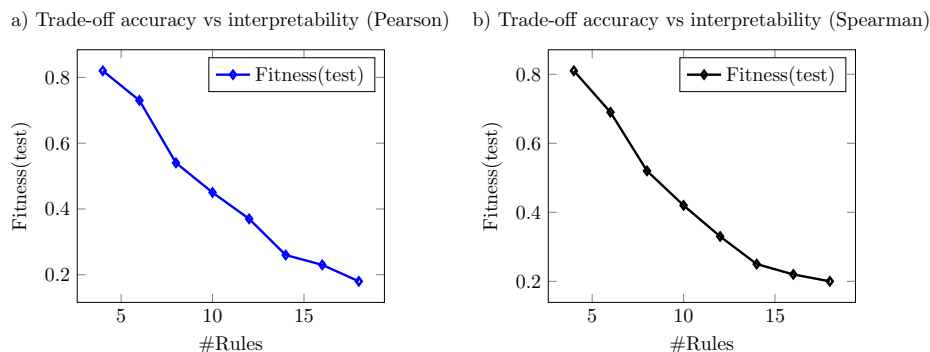 a) Trade-off accuracy vs interpretability (Pearson)
0.8
0.6
0.4
0.2
5
10
15
Fitness(test)
#Rules
Fitness(test)
b) Trade-off accuracy vs interpretability (Spearman)
0.8
0.6
0.4
0.2
5
10
15
Fitness(test)
#Rules
Fitness(test)